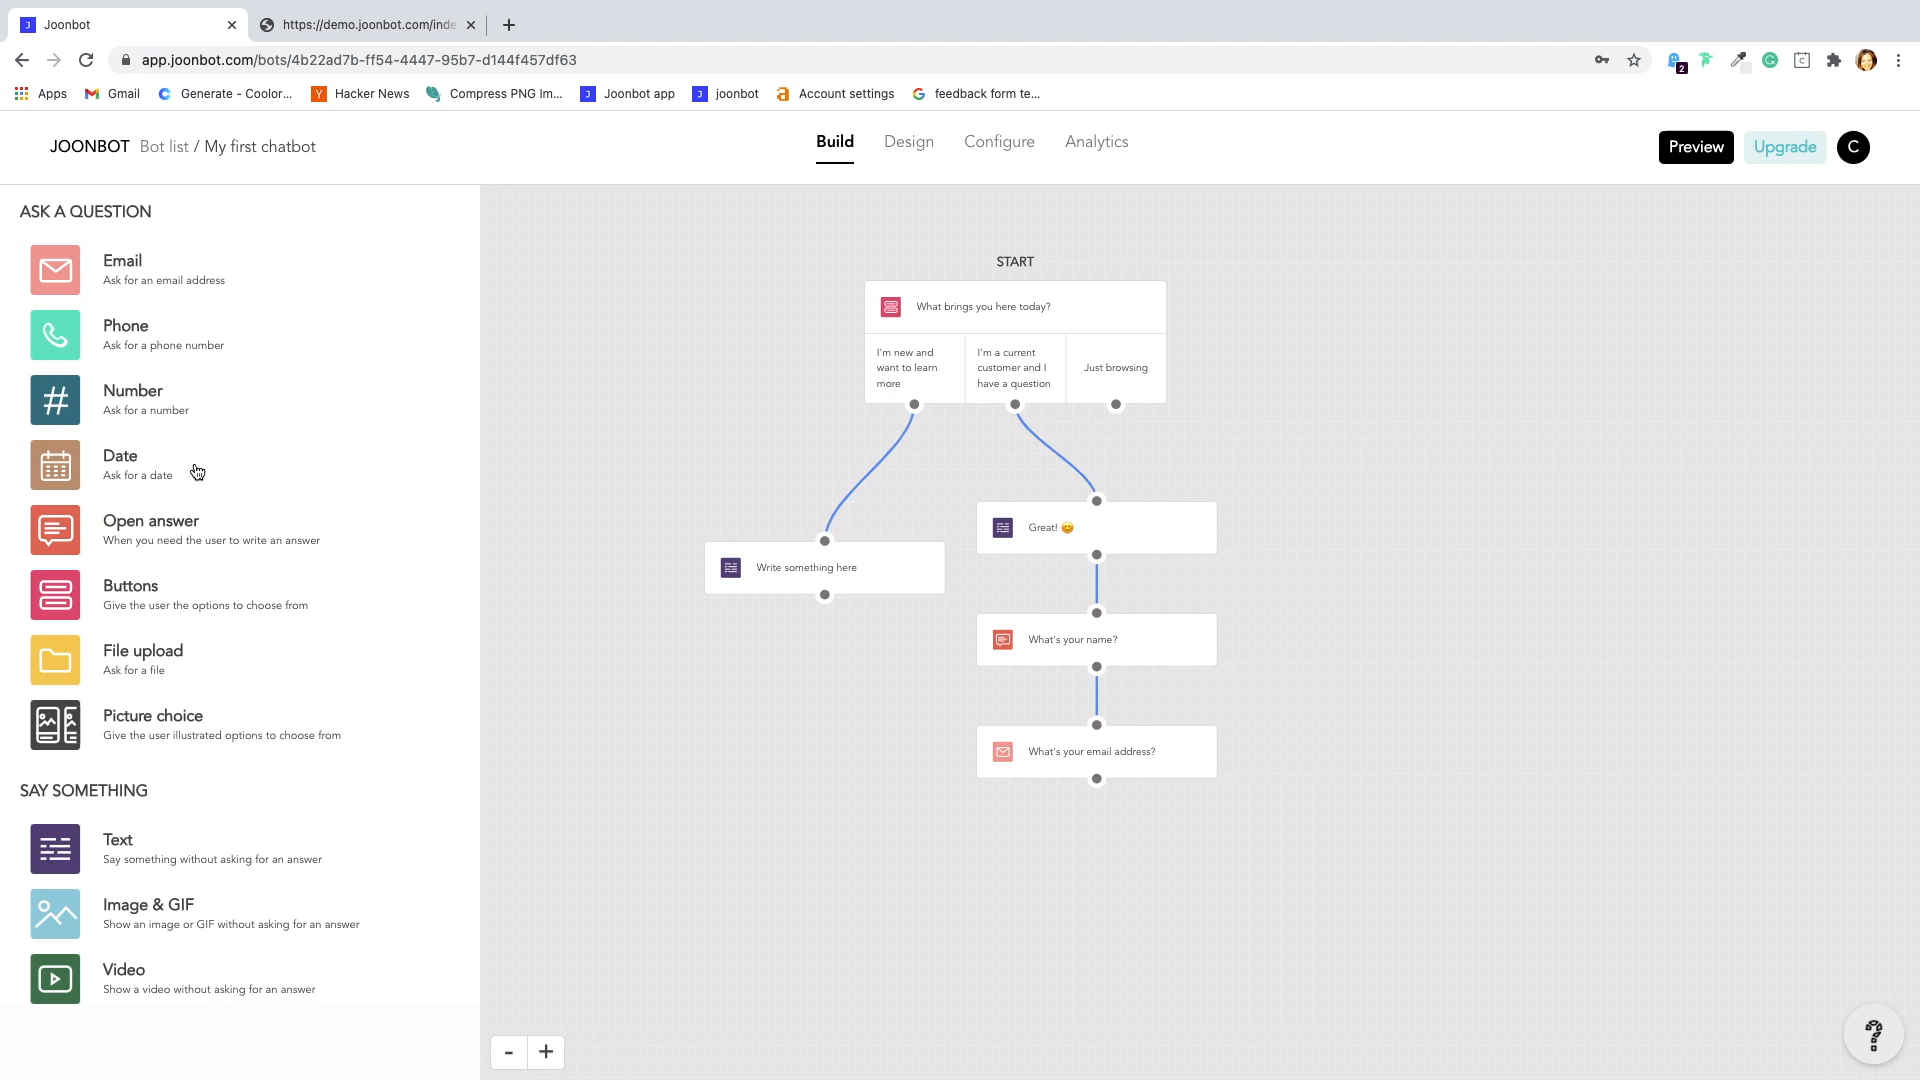 Joonbot
https://demo.joonbot.com/inde
app.joonbot.com/bots/4b22ad7b-ff54-4447-95b7-d144f457df63
2
Apps
Gmail
Generate - Coolor...
Hacker News
Compress PNG Im...
Joonbot app
joonbot
Account settings
feedback form te...
JOONBOT
Bot list / My first chatbot
Build
Design
Configure
Analytics
Preview
Upgrade
C
ASK A QUESTION
Email
Ask for an email address
Phone
Ask for a phone number
Number
Ask for a number
Date
Ask for a date
Open answer
When you need the user to write an answer
Buttons
Give the user the options to choose from
File upload
Ask for a file
Picture choice
Give the user illustrated options to choose from
SAY SOMETHING
Text
Say something without asking for an answer
Image & GIF
Show an image or GIF without asking for an answer
Video
Show a video without asking for an answer
START
What brings you here today?
I'm new and
want to learn
more
I'm a current
customer and I
have a question
Just browsing
Write something here
Great! 😊
What's your name?
What's your email address?
-
+
?